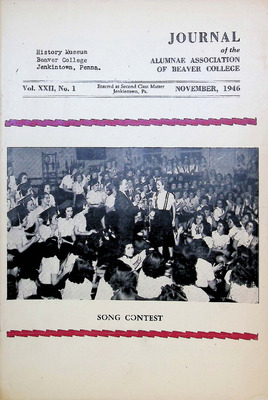 JOURNAL
of the
ALUMNAE ASSOCIATION
OF BEAVER COLLEGE
History Museum
Beaver College
Jenkintown, Penna.
Vol. XXII, No. 1
Entered as Second Class Matter
Jenkintown, Pa.
NOVEMBER, 1946
SONG CONTEST